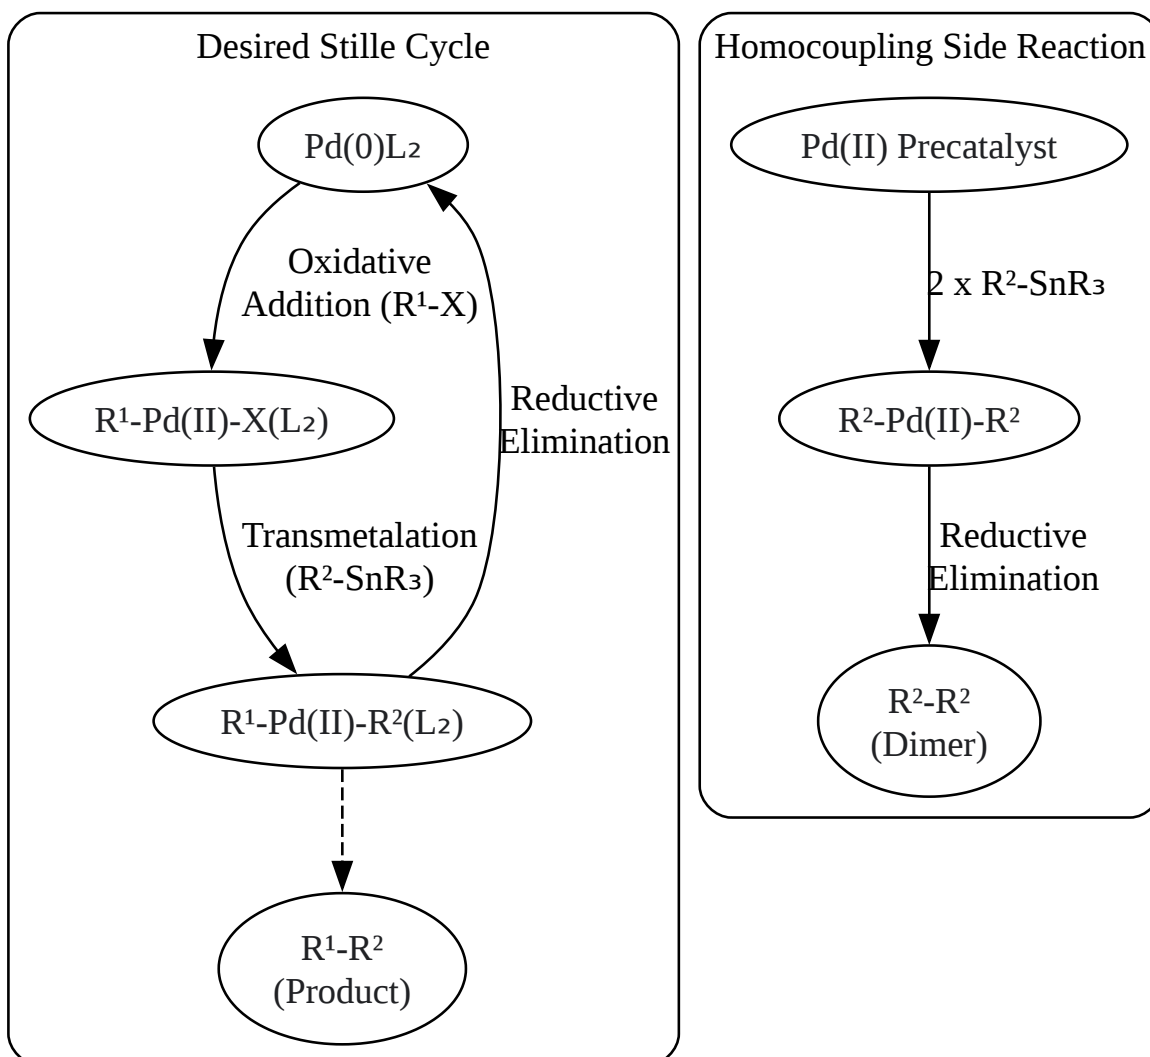 Desired Stille Cycle
Pd(0)L₂
Oxidative
Addition (R¹-X)
R¹-Pd(II)-X(L₂)
Reductive
Elimination
Transmetalation
(R²-SnR₃)
R¹-Pd(II)-R²(L₂)
R¹-R²
(Product)
Homocoupling Side Reaction
Pd(II) Precatalyst
2 x R²-SnR₃
R²-Pd(II)-R²
Reductive
Elimination
R²-R²
(Dimer)